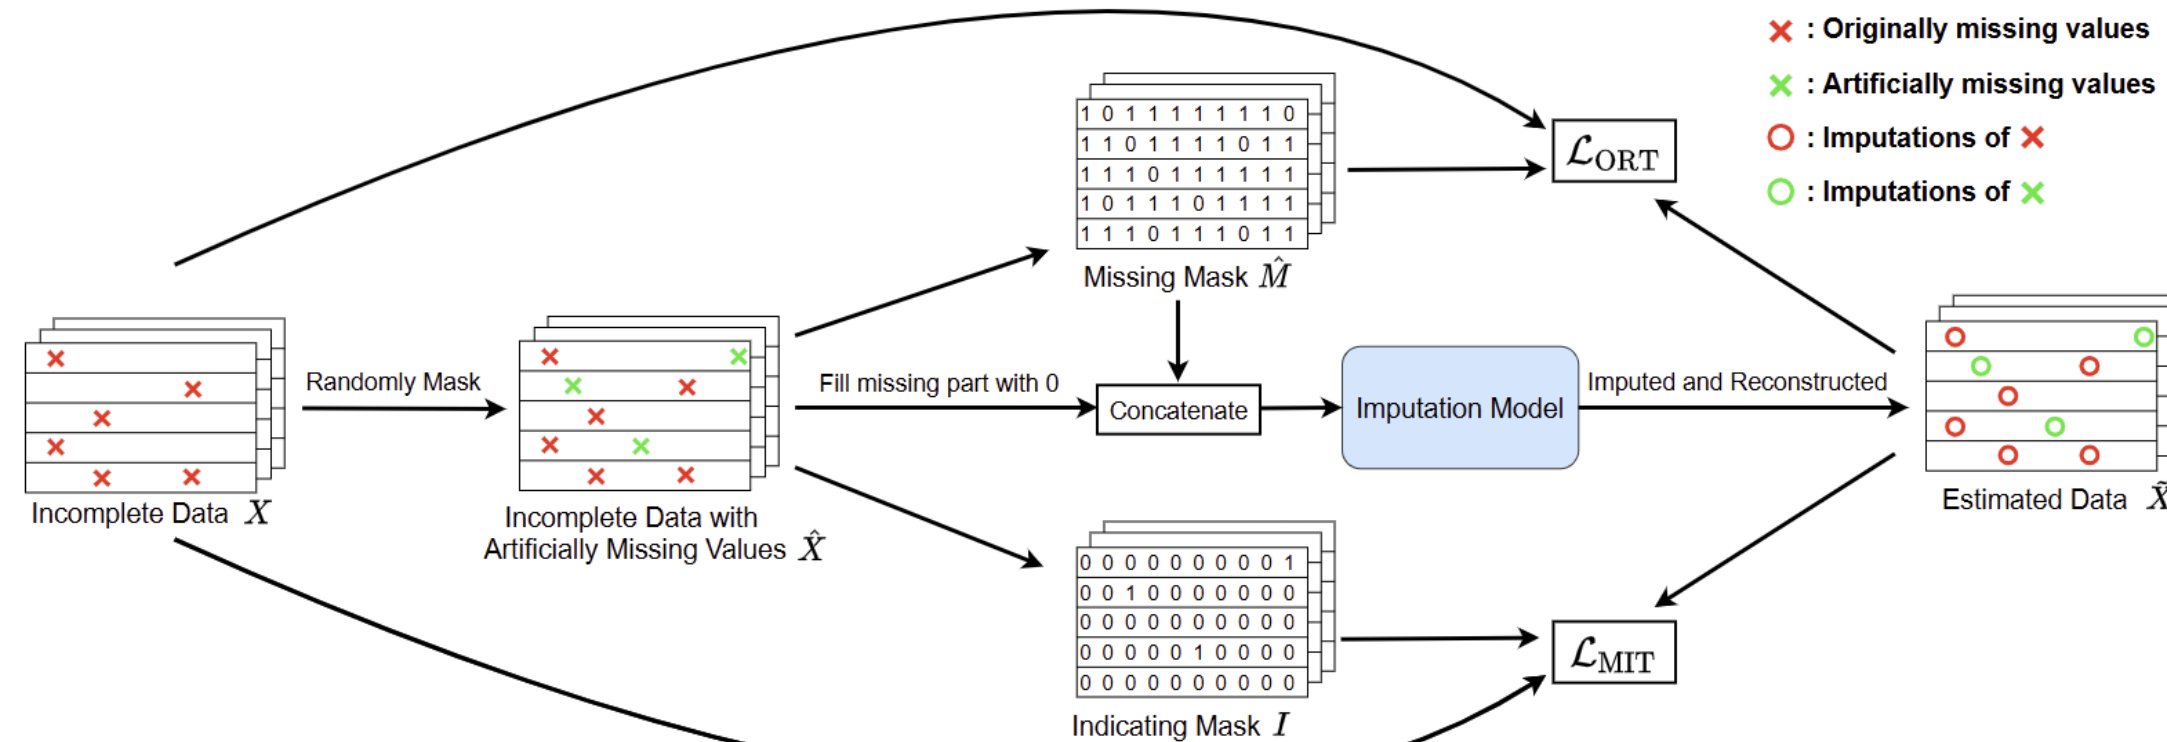 : Originally missing values
: Artificially missing values
: Imputations of
: Imputations of
1 0 1 1 1 1 1 1 1 0
1 1 0 1 1 1 1 0 1 1
1 1 1 0 1 1 1 1 1 1
1 0 1 1 1 0 1 1 1 1
1 1 1 0 1 1 1 0 1 1
Missing Mask M̂
ℒORT
Randomly Mask
Fill missing part with 0
Concatenate
Imputation Model
Imputed and Reconstructed
Incomplete Data X
Incomplete Data with
Artificially Missing Values X̂
Estimated Data X̃
0 0 0 0 0 0 0 0 0 1
0 0 1 0 0 0 0 0 0 0
0 0 0 0 0 0 0 0 0 0
0 0 0 0 0 1 0 0 0 0
0 0 0 0 0 0 0 0 0 0
Indicating Mask I
ℒMIT